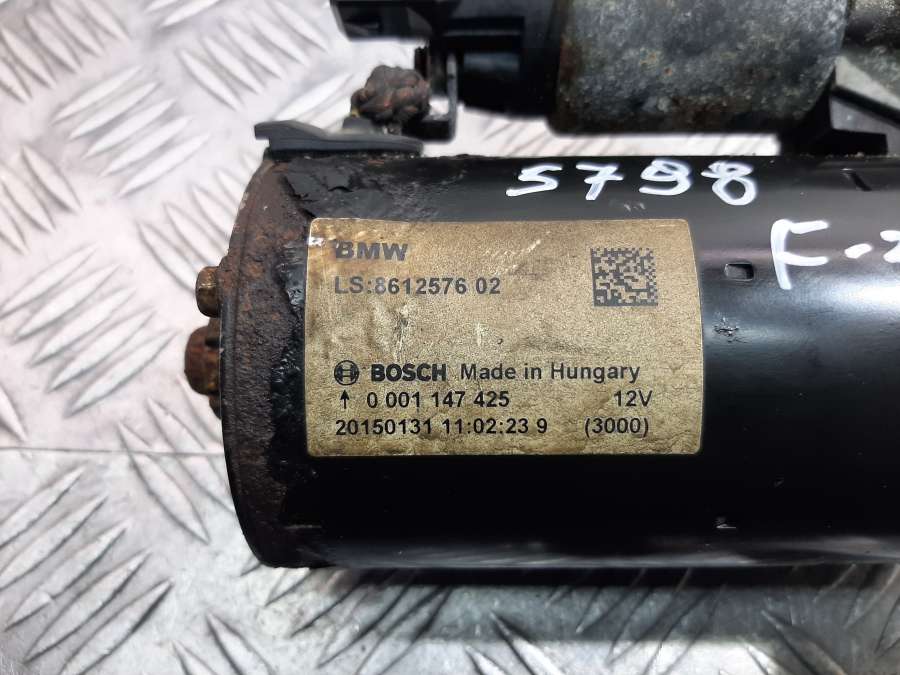 5798
F-
BMW
LS:8612576 02
BOSCH Made in Hungary
↑ 0 001 147 425 12V
20150131 11:02:23 9 (3000)